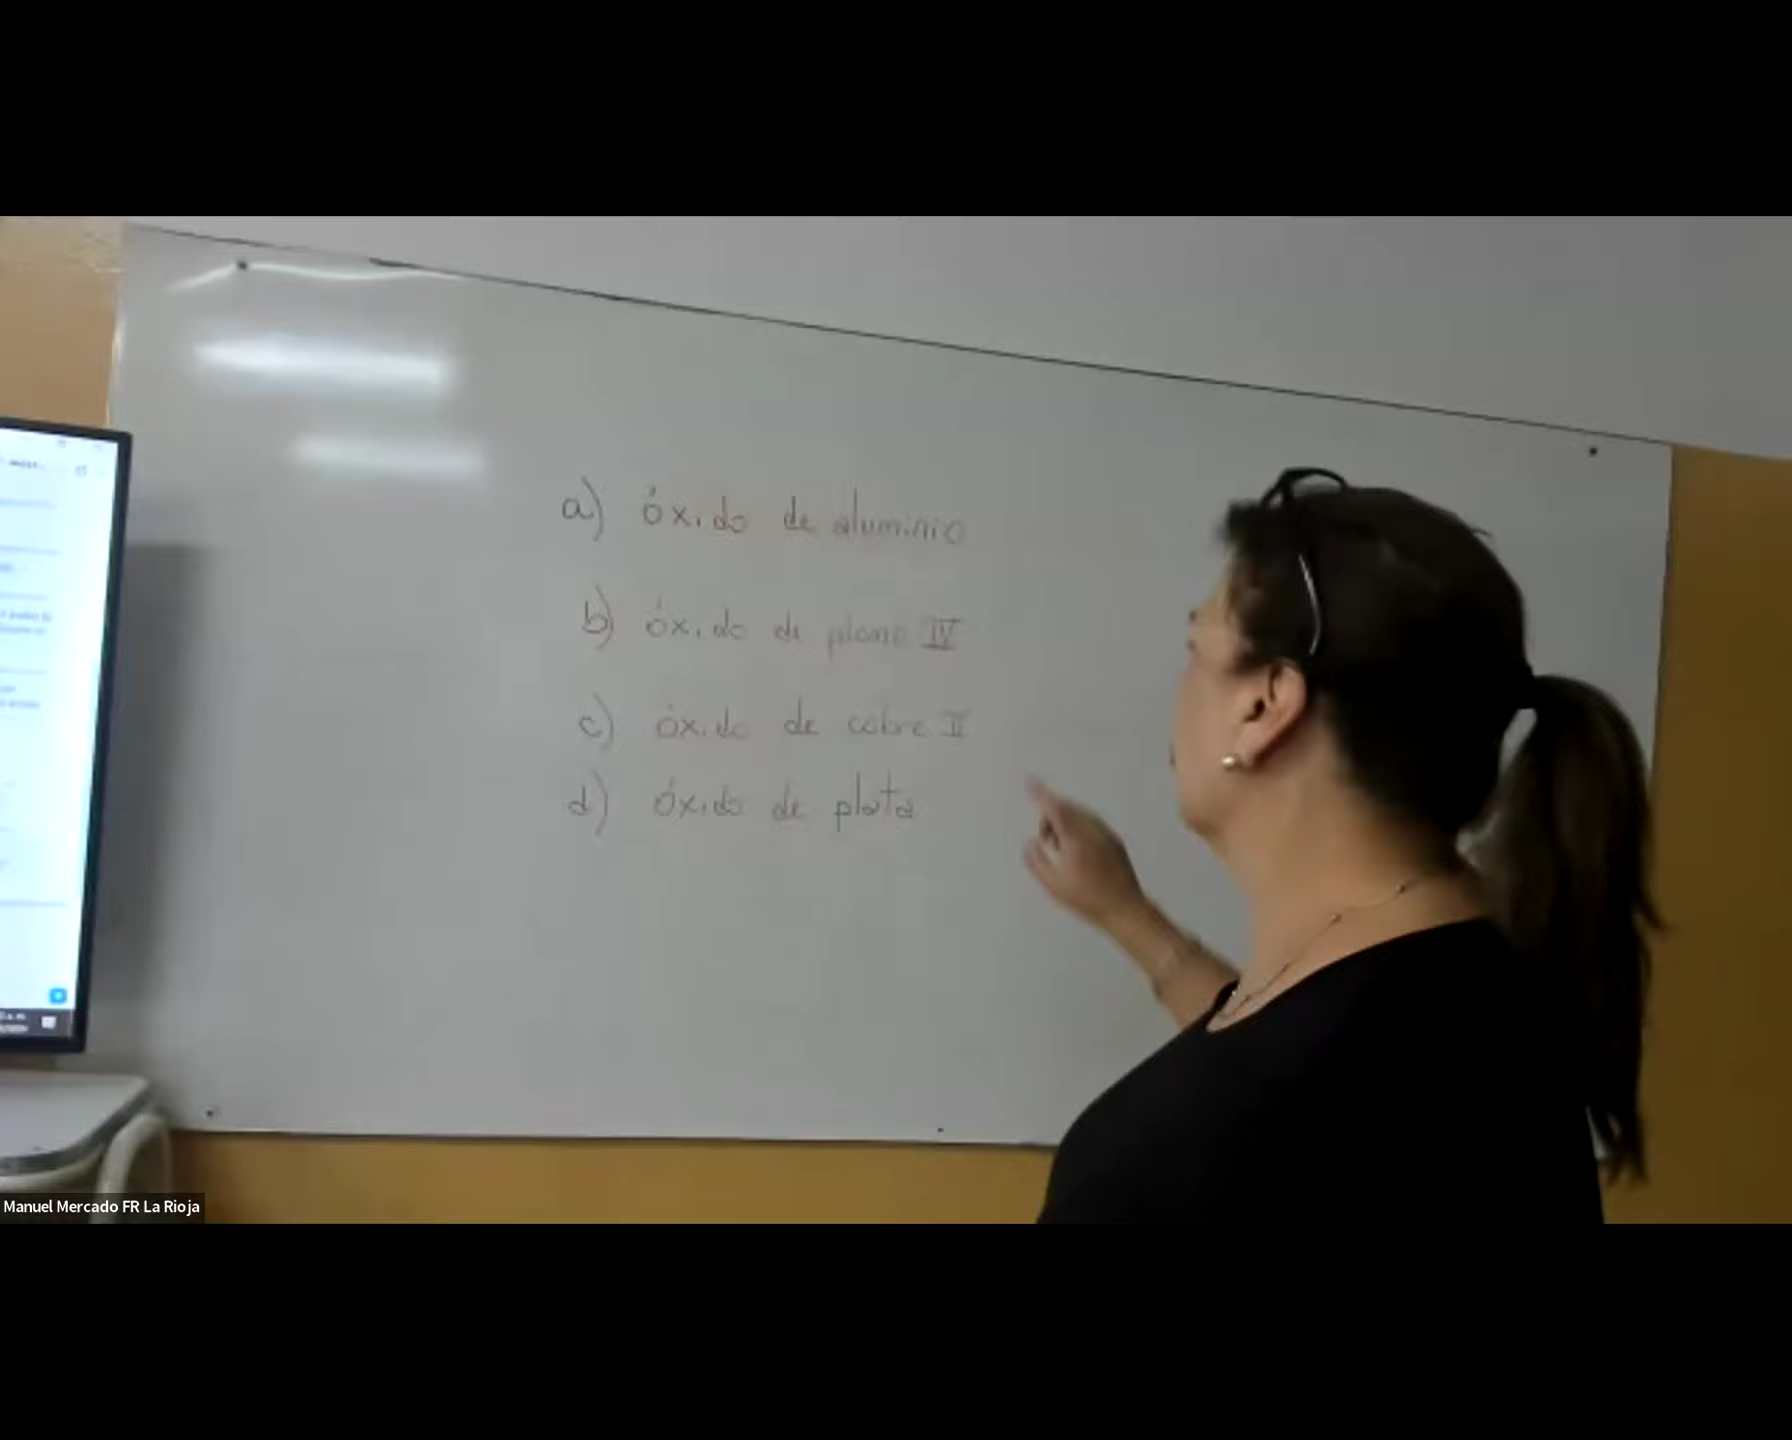 a) óxido de aluminio
b) óxido de plomo IV
c) óxido de cobre II
d) óxido de plata
Manuel Mercado FR La Rioja